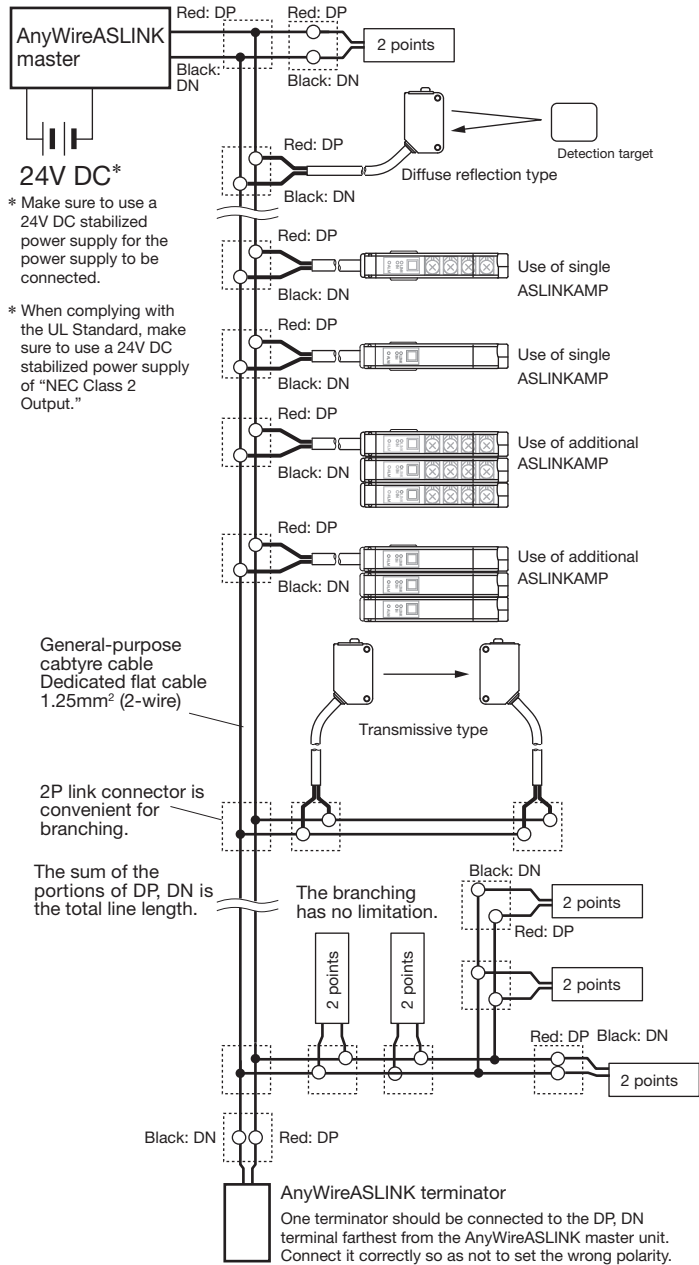 AnyWireASLINK
master
Red: DP
Red: DP
2 points
Black:
DN
Black: DN
24V DC*
* Make sure to use a
24V DC stabilized
power supply for the
power supply to be
connected.
* When complying with
the UL Standard, make
sure to use a 24V DC
stabilized power supply
of “NEC Class 2
Output.”
Red: DP
Black: DN
Diffuse reflection type
Detection target
Red: DP
Black: DN
Use of single
ASLINKAMP
Red: DP
Black: DN
Use of single
ASLINKAMP
Red: DP
Black: DN
Use of additional
ASLINKAMP
Red: DP
Black: DN
Use of additional
ASLINKAMP
General-purpose
cabtyre cable
Dedicated flat cable
1.25mm² (2-wire)
Transmissive type
2P link connector is
convenient for
branching.
The sum of the
portions of DP, DN is
the total line length.
The branching
has no limitation.
Black: DN
2 points
Red: DP
2 points
2 points
2 points
Red: DP
Black: DN
2 points
Black: DN
Red: DP
AnyWireASLINK terminator
One terminator should be connected to the DP, DN
terminal farthest from the AnyWireASLINK master unit.
Connect it correctly so as not to set the wrong polarity.